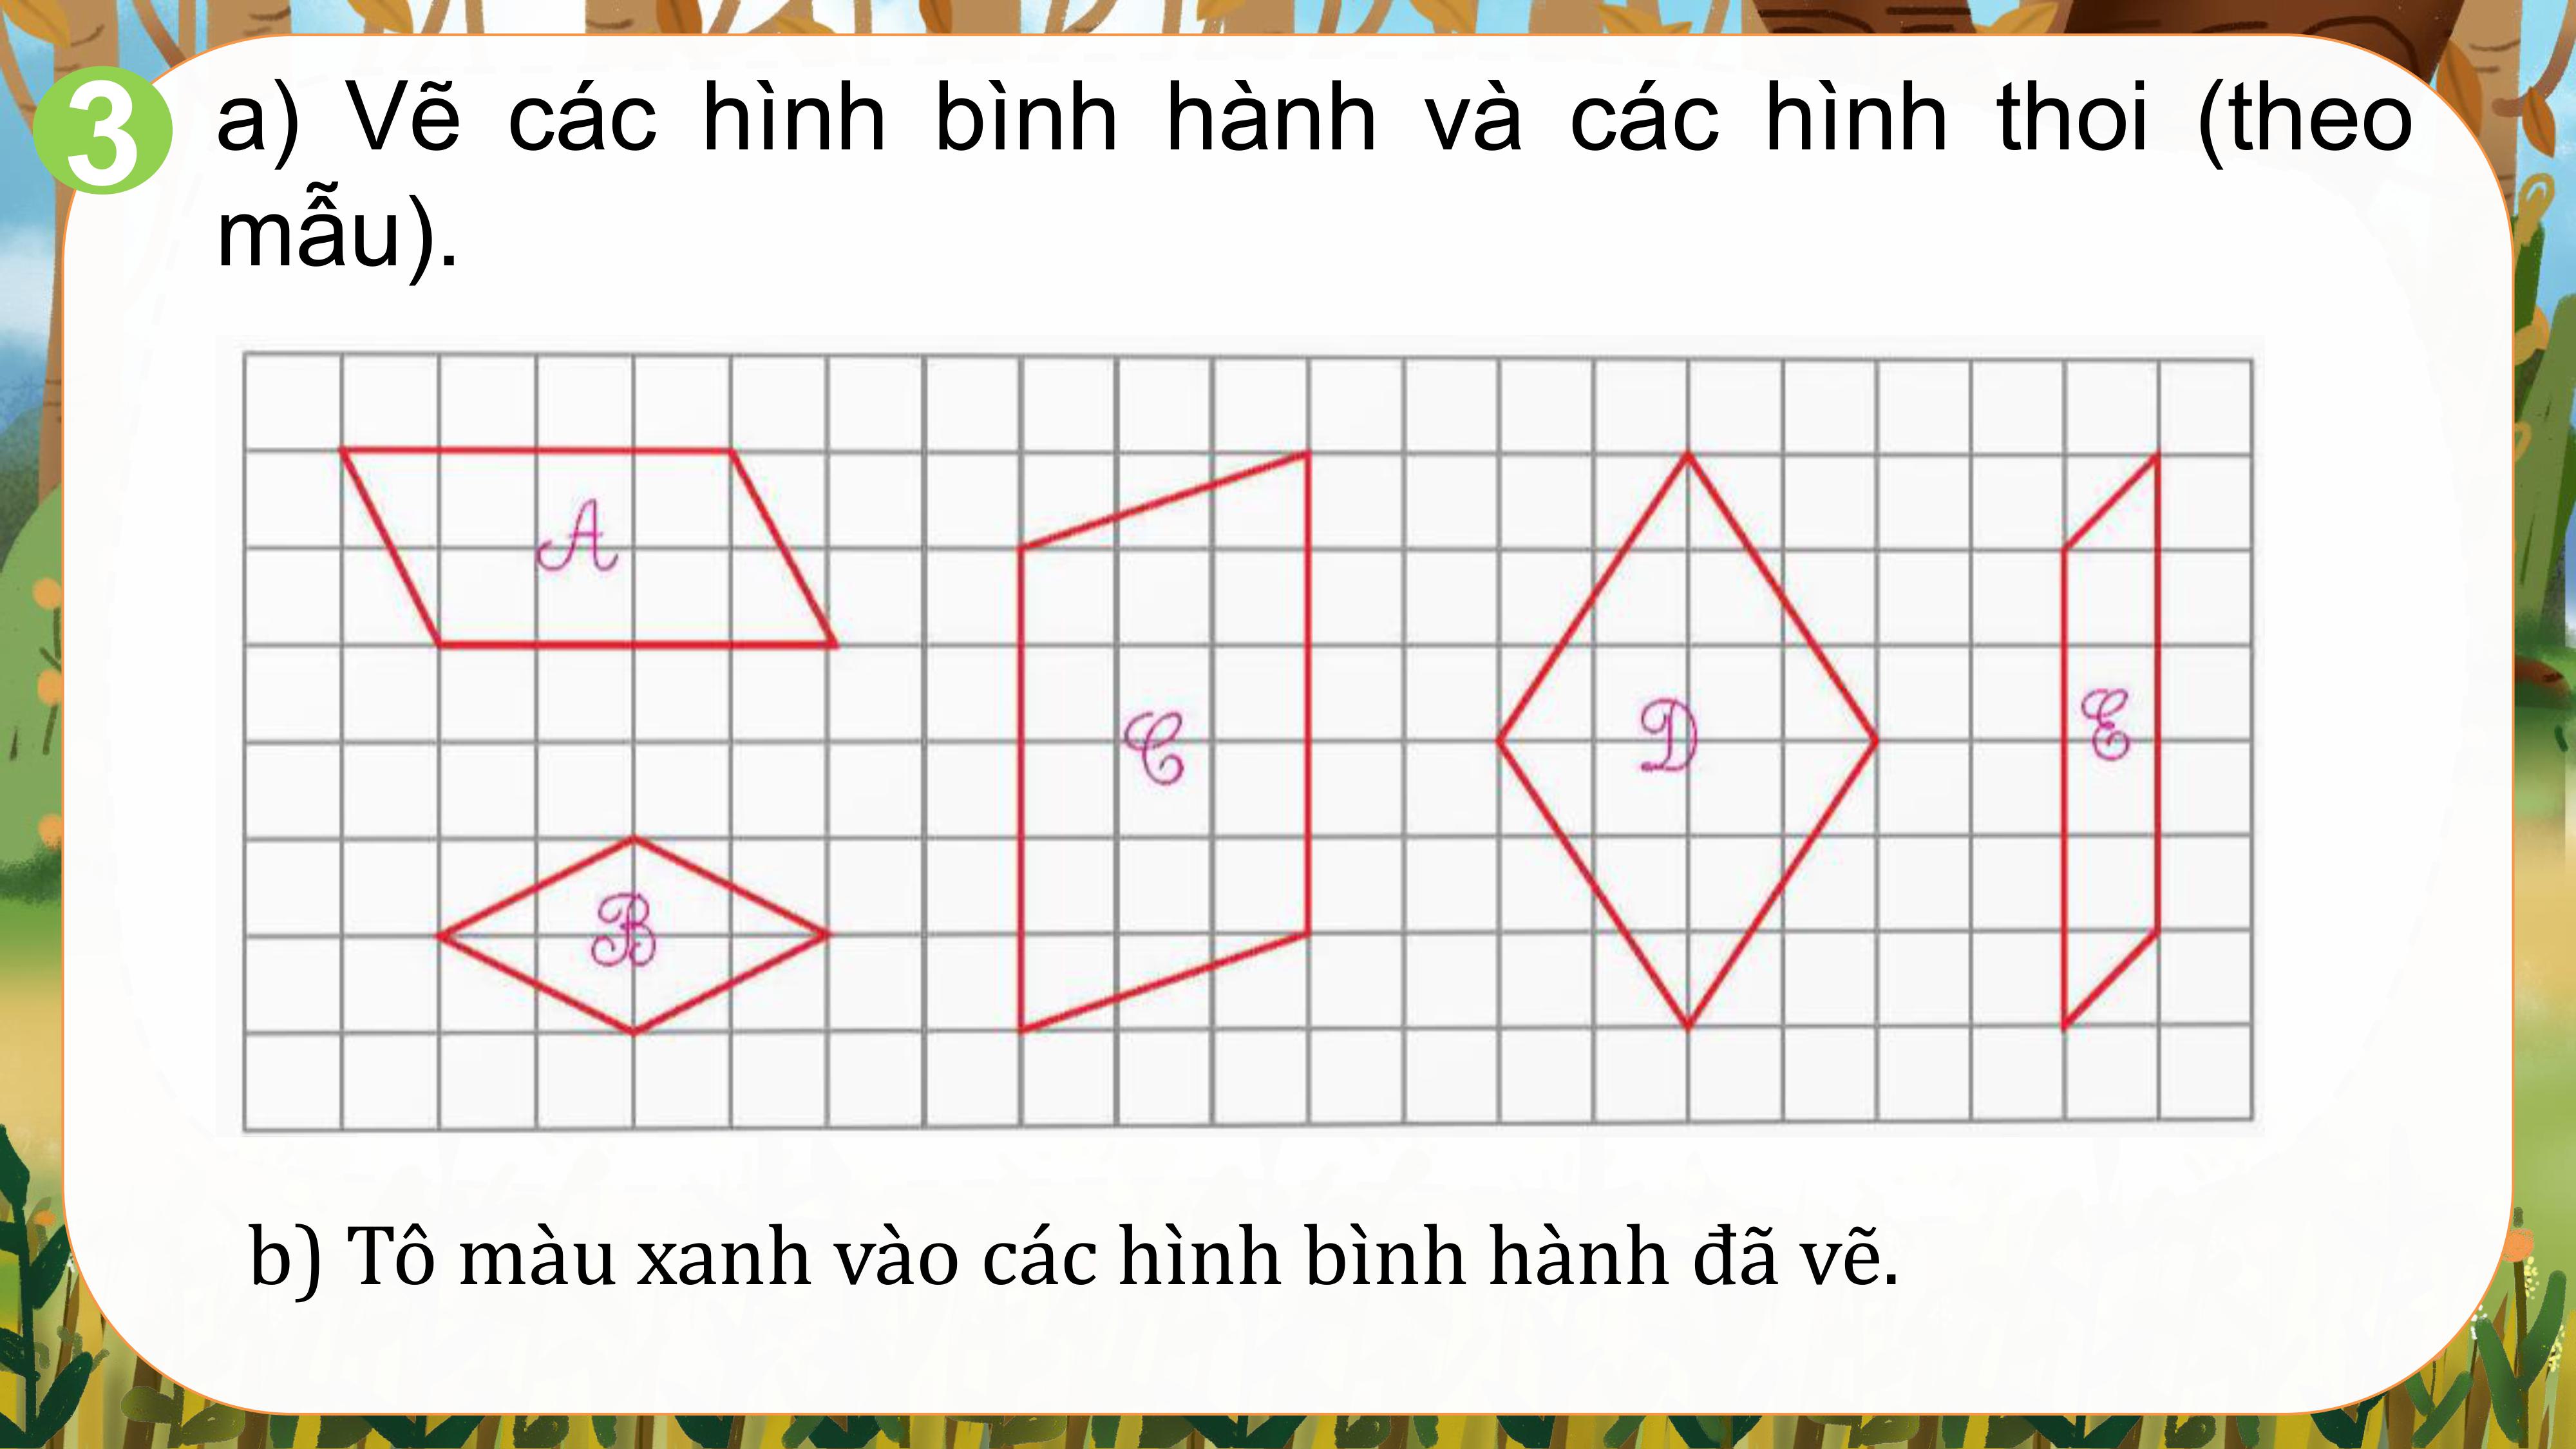 3
a) Vẽ các hình bình hành và các hình thoi (theo
mẫu).
A
B
C
D
E
b) Tô màu xanh vào các hình bình hành đã vẽ.